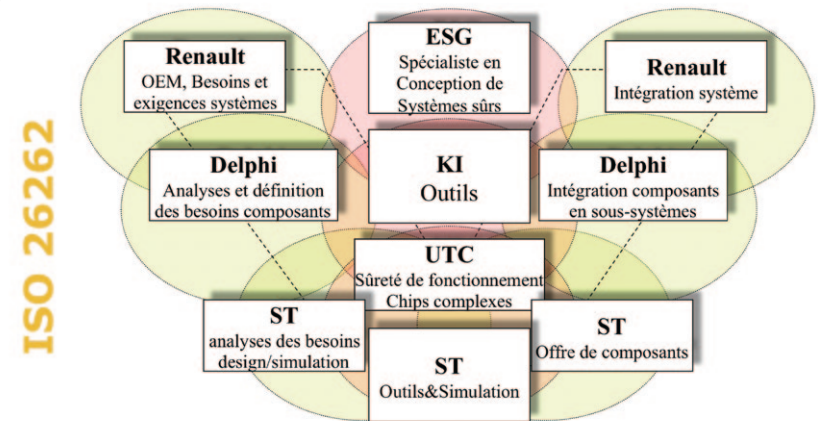 ISO 26262
Renault
OEM, Besoins et
exigences systèmes
ESG
Spécialiste en
Conception de
Systèmes sûrs
Renault
Intégration système
Delphi
Analyses et définition
des besoins composants
KI
Outils
Delphi
Intégration composants
en sous-systèmes
UTC
Sûreté de fonctionnement
Chips complexes
ST
analyses des besoins
design/simulation
ST
Outils&Simulation
ST
Offre de composants